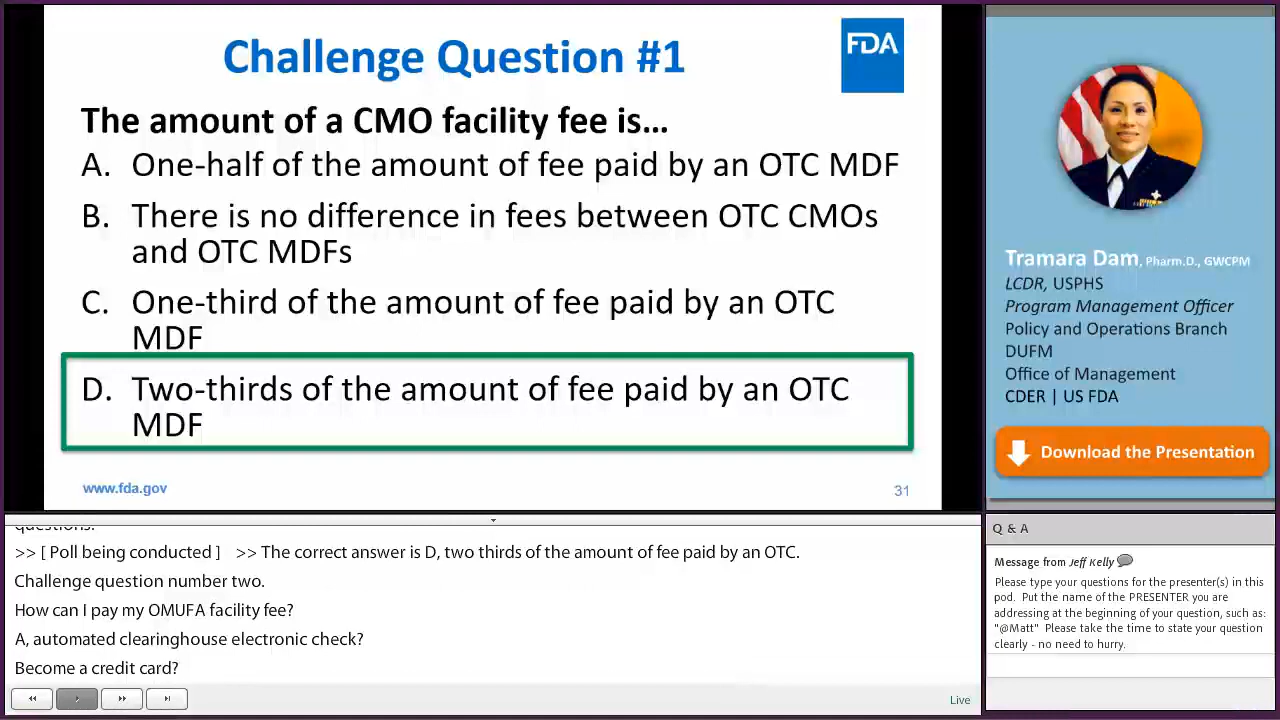 Challenge Question #1
FDA
The amount of a CMO facility fee is...
A. One-half of the amount of fee paid by an OTC MDF
B. There is no difference in fees between OTC CMOs
and OTC MDFs
C. One-third of the amount of fee paid by an OTC
MDF
D. Two-thirds of the amount of fee paid by an OTC
MDF
www.fda.gov
31
Tramara Dam, Pharm.D., GWCPM
LCDR, USPHS
Program Management Officer
Policy and Operations Branch
DUFM
Office of Management
CDER | US FDA
Download the Presentation
questions.
>> [ Poll being conducted ] >> The correct answer is D, two thirds of the amount of fee paid by an OTC.
Challenge question number two.
How can I pay my OMUFA facility fee?
A, automated clearinghouse electronic check?
Become a credit card?
Live
Q & A
Message from Jeff Kelly
Please type your questions for the presenter(s) in this
pod. Put the name of the PRESENTER you are
addressing at the beginning of your question, such as:
"@Matt" Please take the time to state your question
clearly - no need to hurry.